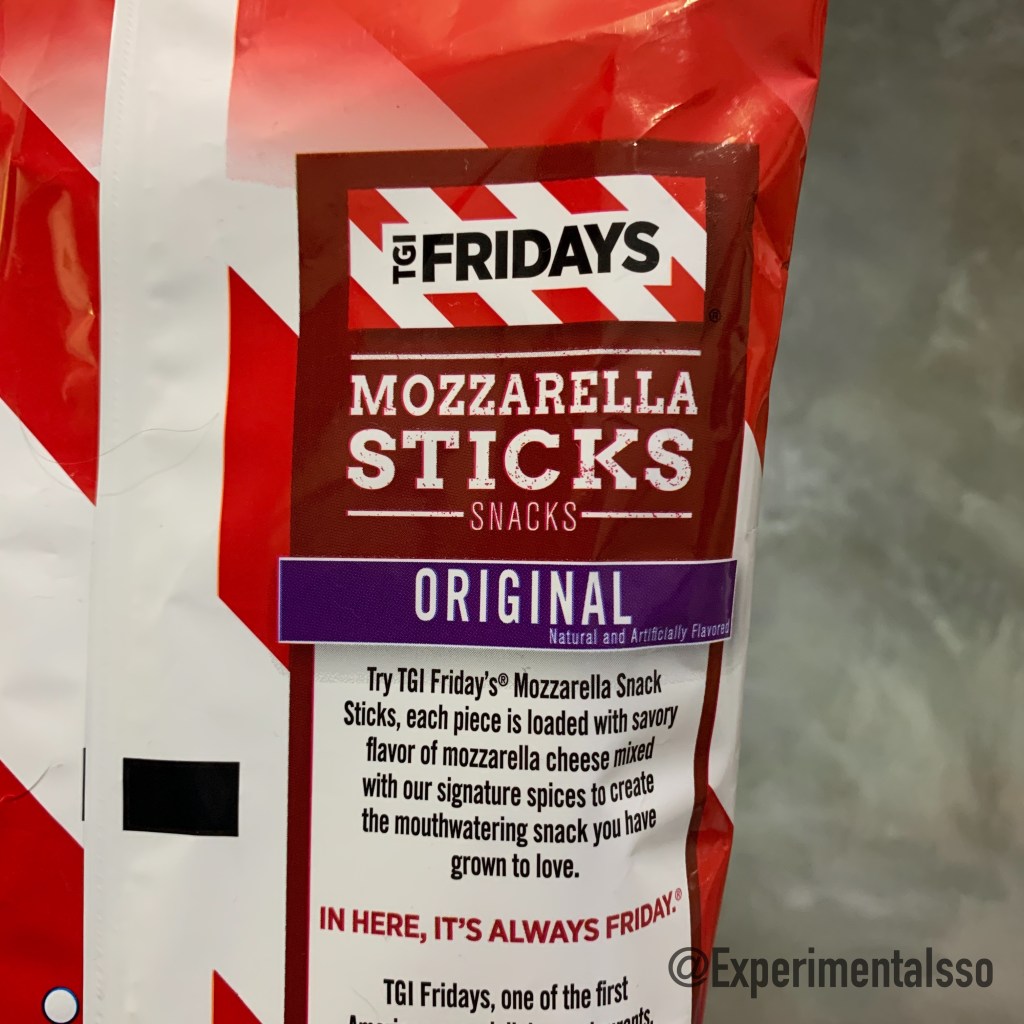 TGI FRIDAYS
®
MOZZARELLA
STICKS
SNACKS
ORIGINAL
Natural and Artificially Flavored
Try TGI Friday's® Mozzarella Snack
Sticks, each piece is loaded with savory
flavor of mozzarella cheese mixed
with our signature spices to create
the mouthwatering snack you have
grown to love.
IN HERE, IT'S ALWAYS FRIDAY.®
TGI Fridays, one of the first
@Experimentalsso